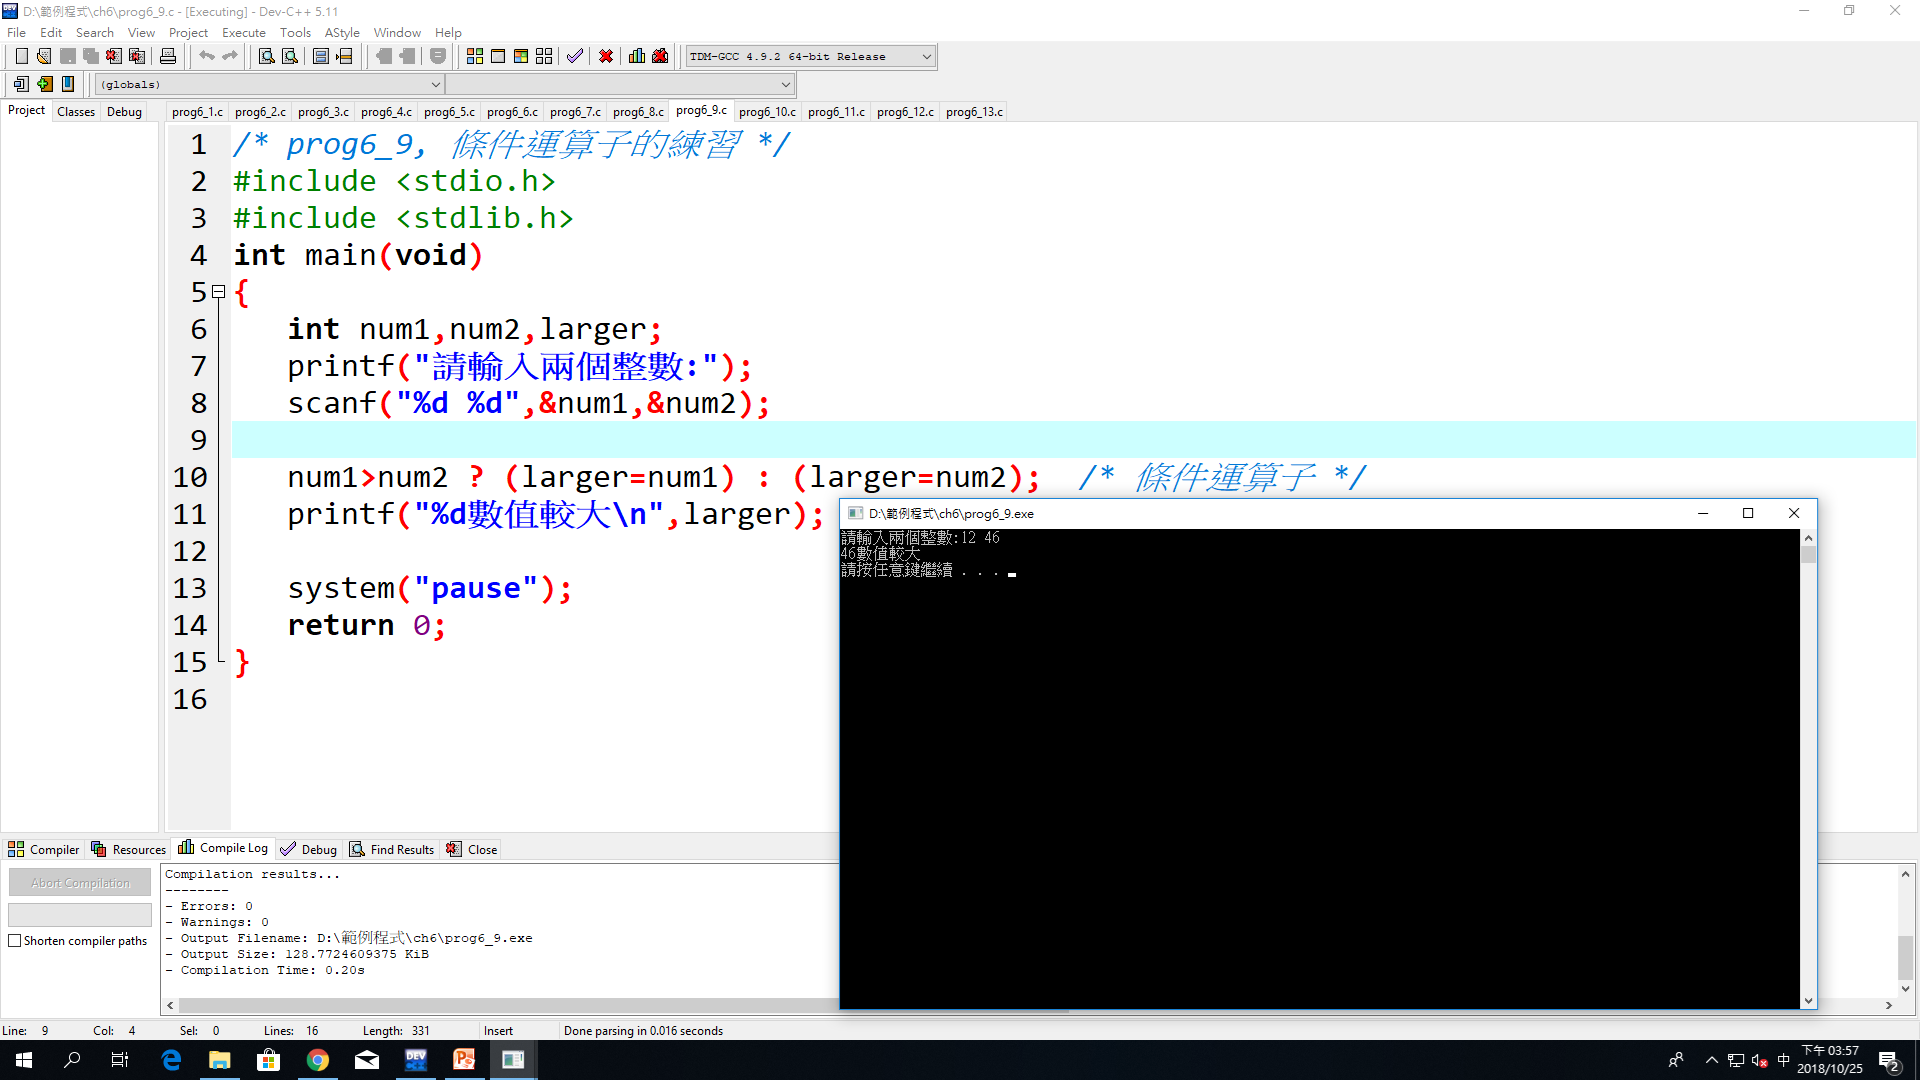 D:\範例程式\ch6\prog6_9.c - [Executing] - Dev-C++ 5.11
File Edit Search View Project Execute Tools AStyle Window Help
TDM-GCC 4.9.2 64-bit Release
(globals)
Project Classes Debug
prog6_1.c prog6_2.c prog6_3.c prog6_4.c prog6_5.c prog6_6.c prog6_7.c prog6_8.c prog6_9.c prog6_10.c prog6_11.c prog6_12.c prog6_13.c
1 /* prog6_9, 條件運算子的練習 */
2 #include <stdio.h>
3 #include <stdlib.h>
4 int main(void)
5 {
6 int num1,num2,larger;
7 printf("請輸入兩個整數:");
8 scanf("%d %d",&num1,&num2);
9
10 num1>num2 ? (larger=num1) : (larger=num2); /* 條件運算子 */
11 printf("%d數值較大\n",larger);
12
13 system("pause");
14 return 0;
15 }
16
D:\範例程式\ch6\prog6_9.exe
請輸入兩個整數:12 46
46數值較大
請按任意鍵繼續 . . .
Compiler Resources Compile Log Debug Find Results Close
Abort Compilation
Shorten compiler paths
Compilation results...
--------
- Errors: 0
- Warnings: 0
- Output Filename: D:\範例程式\ch6\prog6_9.exe
- Output Size: 128.7724609375 KiB
- Compilation Time: 0.20s
Line: 9 Col: 4 Sel: 0 Lines: 16 Length: 331 Insert Done parsing in 0.016 seconds
DEV
中
下午 03:57
2018/10/25
2